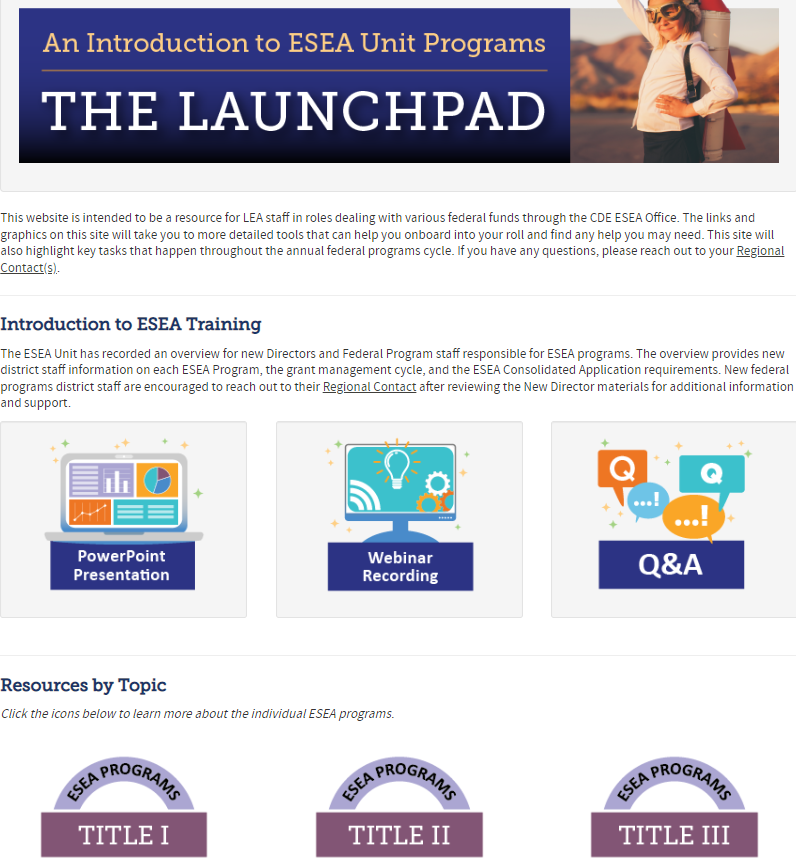 An Introduction to ESEA Unit Programs
THE LAUNCHPAD
This website is intended to be a resource for LEA staff in roles dealing with various federal funds through the CDE ESEA Office. The links and
graphics on this site will take you to more detailed tools that can help you onboard into your roll and find any help you may need. This site will
also highlight key tasks that happen throughout the annual federal programs cycle. If you have any questions, please reach out to your Regional
Contact(s).
Introduction to ESEA Training
The ESEA Unit has recorded an overview for new Directors and Federal Program staff responsible for ESEA programs. The overview provides new
district staff information on each ESEA Program, the grant management cycle, and the ESEA Consolidated Application requirements. New federal
programs district staff are encouraged to reach out to their Regional Contact after reviewing the New Director materials for additional information
and support.
PowerPoint
Presentation
Webinar
Recording
Q
Q
...!
...!
Q&A
Resources by Topic
Click the icons below to learn more about the individual ESEA programs.
ESEA PROGRAMS
TITLE I
ESEA PROGRAMS
TITLE II
ESEA PROGRAMS
TITLE III